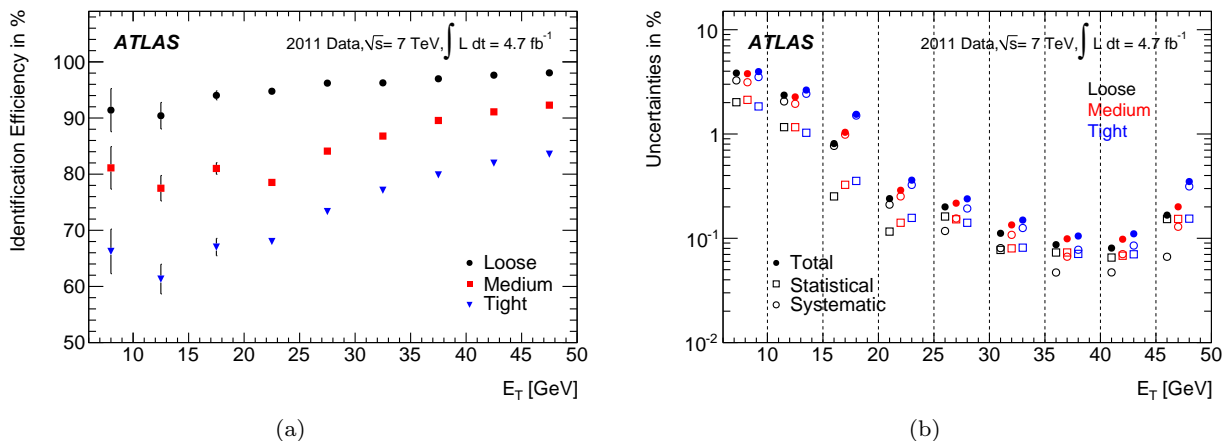 Identification Efficiency in %
ATLAS
2011 Data,√s= 7 TeV,∫ L dt = 4.7 fb⁻¹
100
90
80
70
60
50
Loose
Medium
Tight
10 15 20 25 30 35 40 45 50
E_T [GeV]
(a)
Uncertainties in %
ATLAS
2011 Data,√s= 7 TeV,∫ L dt = 4.7 fb⁻¹
10
1
10⁻¹
10⁻²
Loose
Medium
Tight
Total
Statistical
Systematic
10 15 20 25 30 35 40 45 50
E_T [GeV]
(b)